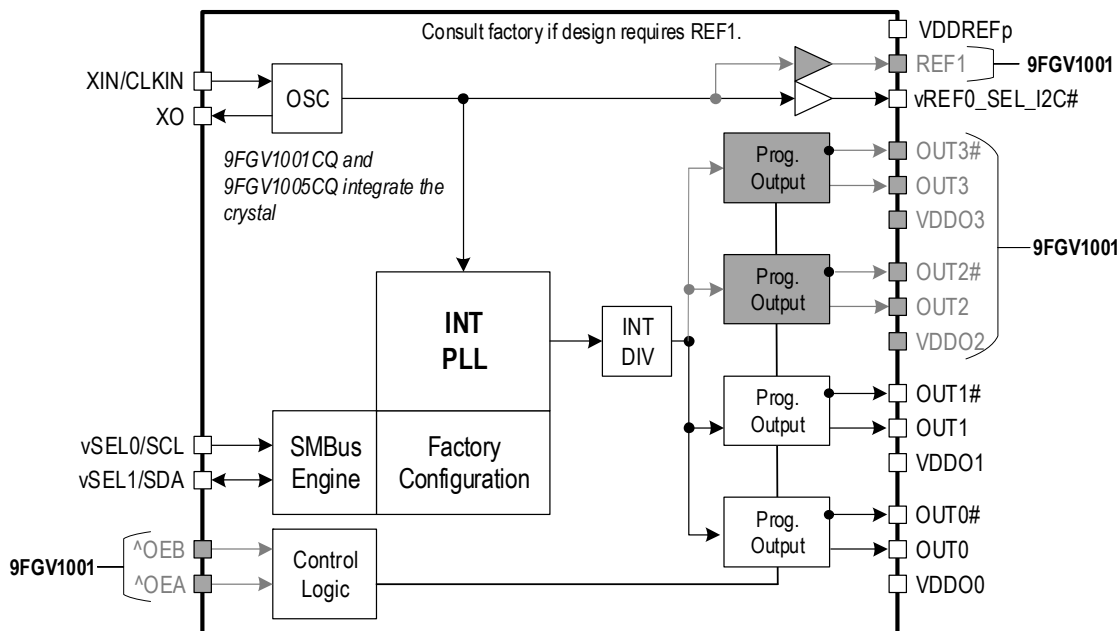 Consult factory if design requires REF1.
VDDREFp
REF1
9FGV1001
vREF0_SEL_I2C#
XIN/CLKIN
XO
OSC
9FGV1001CQ and
9FGV1005CQ integrate the
crystal
Prog.
Output
OUT3#
OUT3
VDDO3
9FGV1001
Prog.
Output
OUT2#
OUT2
VDDO2
INT
PLL
INT
DIV
Prog.
Output
OUT1#
OUT1
VDDO1
vSEL0/SCL
vSEL1/SDA
SMBus
Engine
Factory
Configuration
Prog.
Output
OUT0#
OUT0
VDDO0
9FGV1001
^OEB
^OEA
Control
Logic